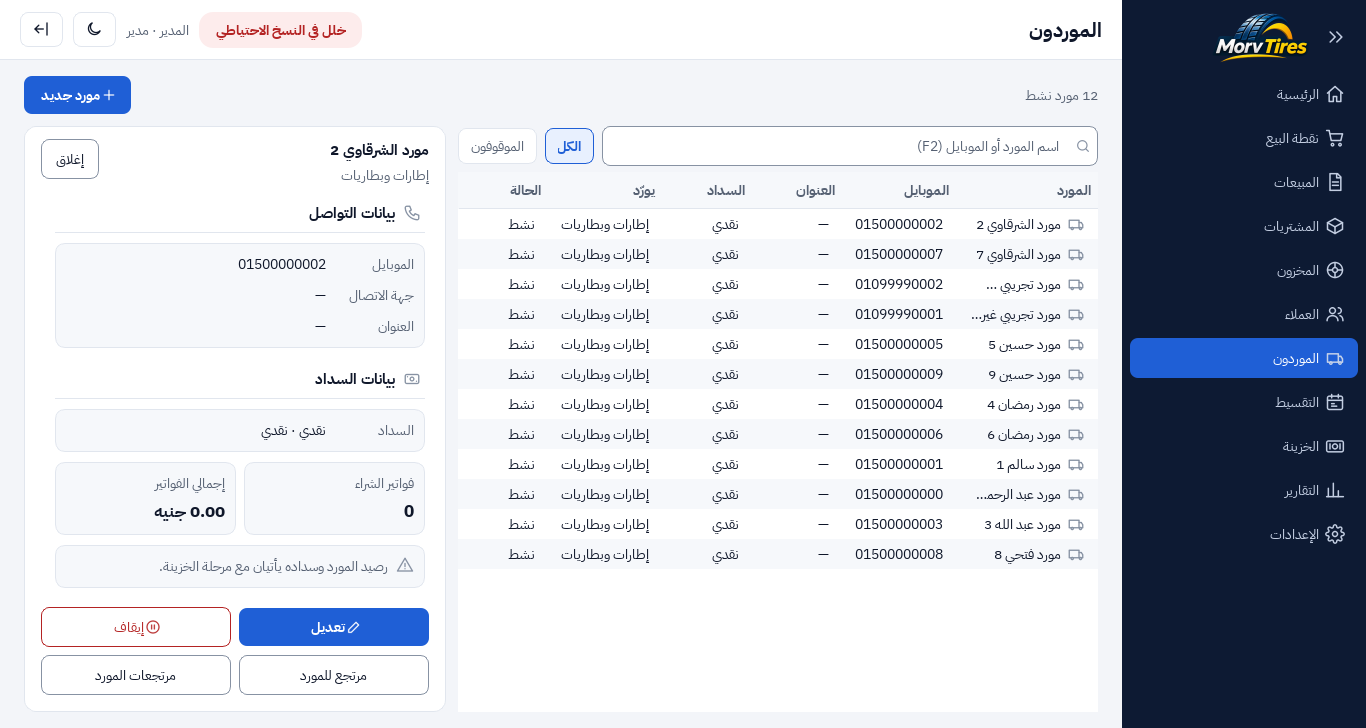 MorvTires
الرئيسية
نقطة البيع
المبيعات
المشتريات
المخزون
العملاء
الموردون
التقسيط
الخزينة
التقارير
الإعدادات
الموردون
خلل في النسخ الاحتياطي
المدير · مدير
12 مورد نشط
مورد جديد
اسم المورد أو الموبايل (F2)
الكل
الموقوفون
المورد الموبايل العنوان السداد يورّد الحالة
مورد الشرقاوي 2 01500000002 — نقدي إطارات وبطاريات نشط
مورد الشرقاوي 7 01500000007 — نقدي إطارات وبطاريات نشط
مورد تجريبي ... 01099990002 — نقدي إطارات وبطاريات نشط
مورد تجريبي غير... 01099990001 — نقدي إطارات وبطاريات نشط
مورد حسين 5 01500000005 — نقدي إطارات وبطاريات نشط
مورد حسين 9 01500000009 — نقدي إطارات وبطاريات نشط
مورد رمضان 4 01500000004 — نقدي إطارات وبطاريات نشط
مورد رمضان 6 01500000006 — نقدي إطارات وبطاريات نشط
مورد سالم 1 01500000001 — نقدي إطارات وبطاريات نشط
مورد عبد الرحمـ... 01500000000 — نقدي إطارات وبطاريات نشط
مورد عبد الله 3 01500000003 — نقدي إطارات وبطاريات نشط
مورد فتحي 8 01500000008 — نقدي إطارات وبطاريات نشط
مورد الشرقاوي 2
إغلاق
إطارات وبطاريات
بيانات التواصل
الموبايل 01500000002
جهة الاتصال —
العنوان —
بيانات السداد
السداد نقدي · نقدي
فواتير الشراء إجمالي الفواتير
0 0.00 جنيه
رصيد المورد وسداده يأتيان مع مرحلة الخزينة.
تعديل إيقاف
مرتجع للمورد مرتجعات المورد